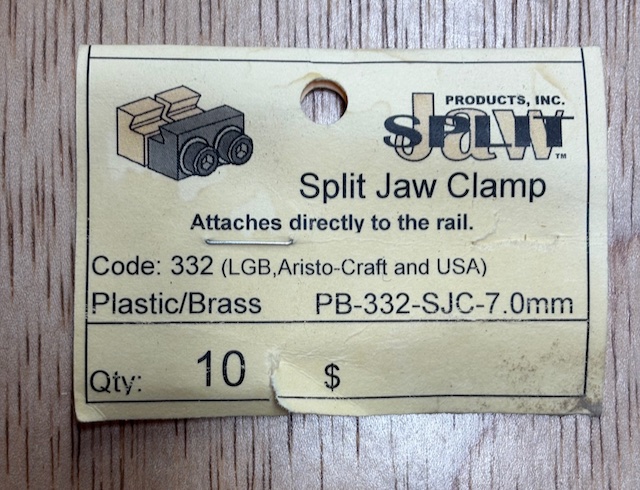 PRODUCTS, INC.
SPLIT Jaw TM
Split Jaw Clamp
Attaches directly to the rail.
Code: 332 (LGB,Aristo-Craft and USA)
Plastic/Brass PB-332-SJC-7.0mm
Qty: 10 $